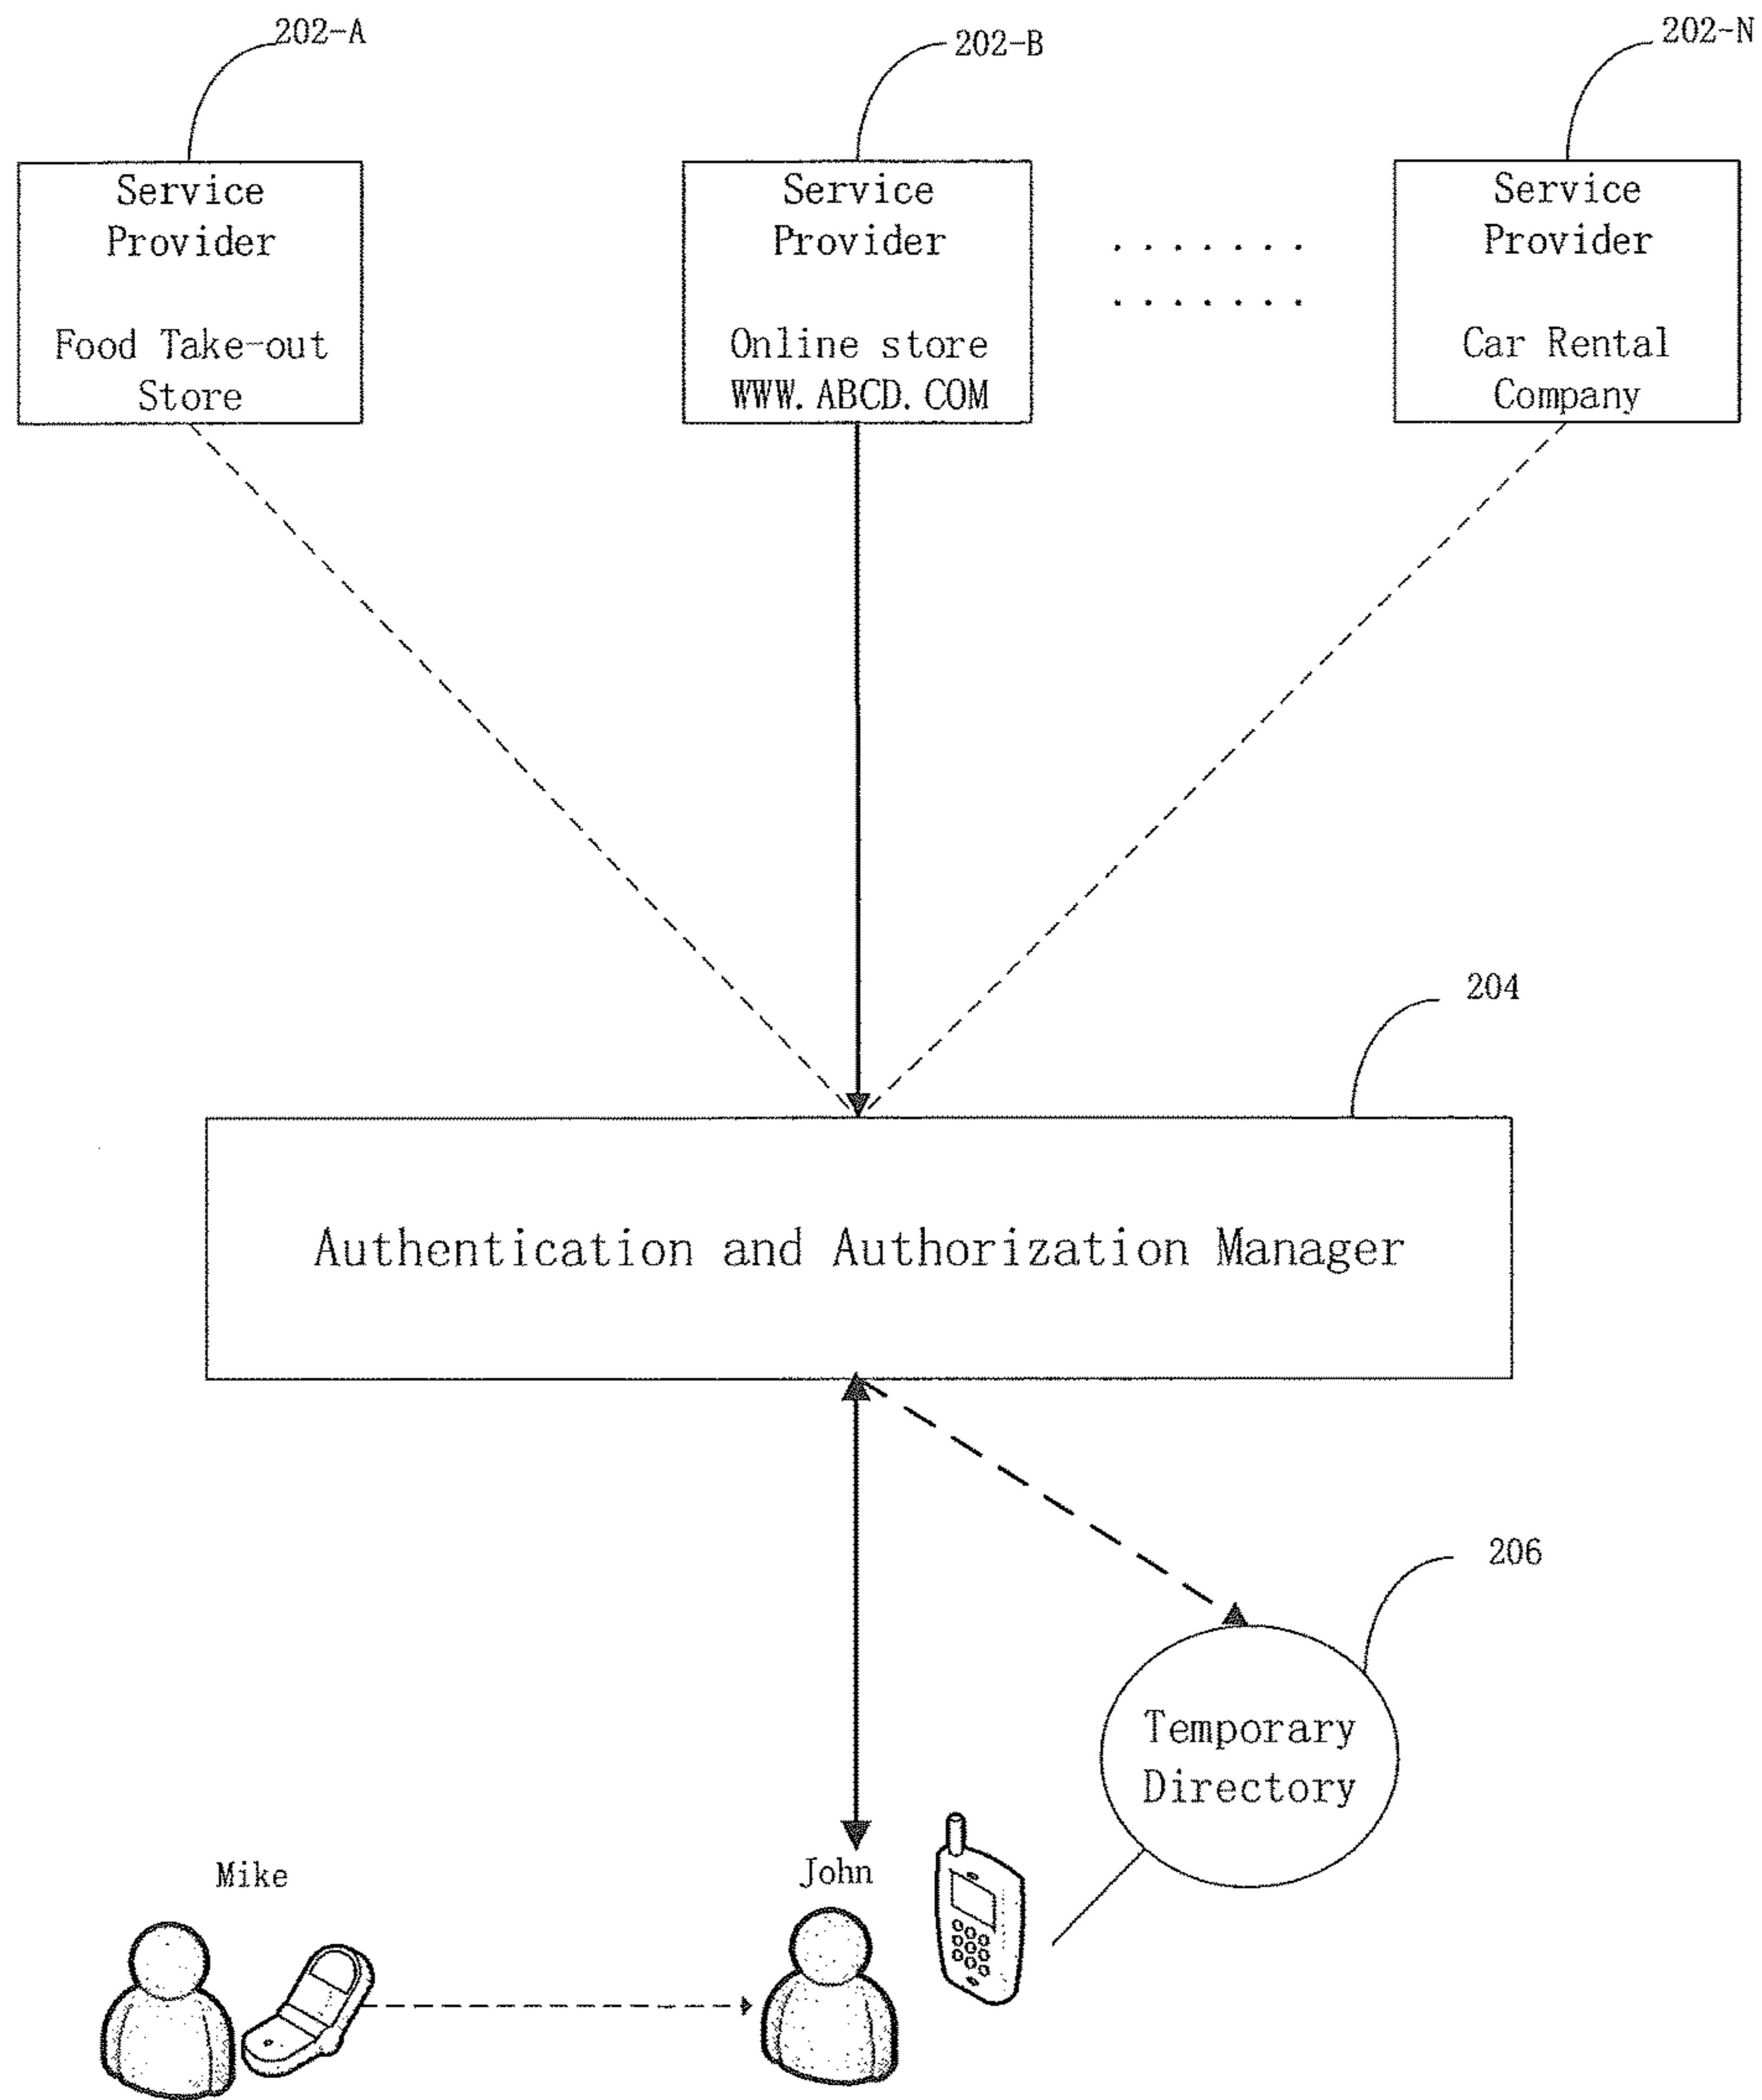 202-A
202-B
202-N
Service
Provider
Food Take-out
Store
Service
Provider
Online store
WWW.ABCD.COM
.......
.......
Service
Provider
Car Rental
Company
204
Authentication and Authorization Manager
206
Temporary
Directory
Mike
John